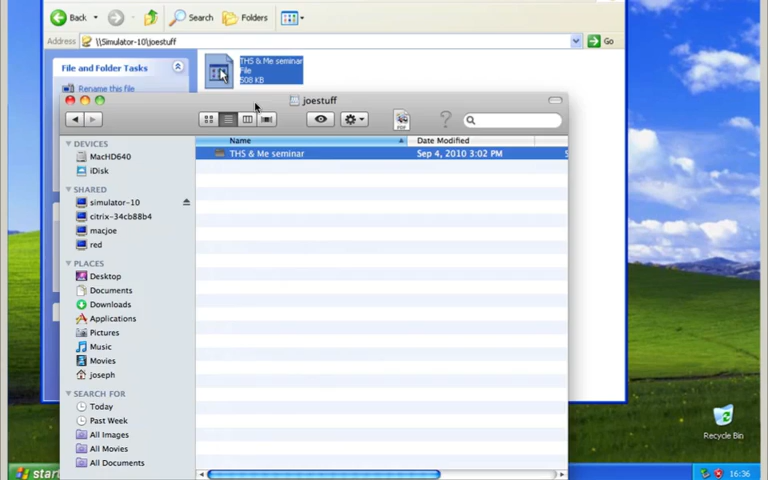 Back
Search
Folders
Address
\\Simulator-10\joestuff
Go
File and Folder Tasks
Rename this file
THS & Me seminar
File
508 KB
joestuff
PDF
Name
Date Modified
THS & Me seminar
Sep 4, 2010 3:02 PM
DEVICES
MacHD640
iDisk
SHARED
simulator-10
citrix-34cb88b4
macjoe
red
PLACES
Desktop
Documents
Downloads
Applications
Pictures
Music
Movies
joseph
SEARCH FOR
Today
Past Week
All Images
All Movies
All Documents
Recycle Bin
start
16:36